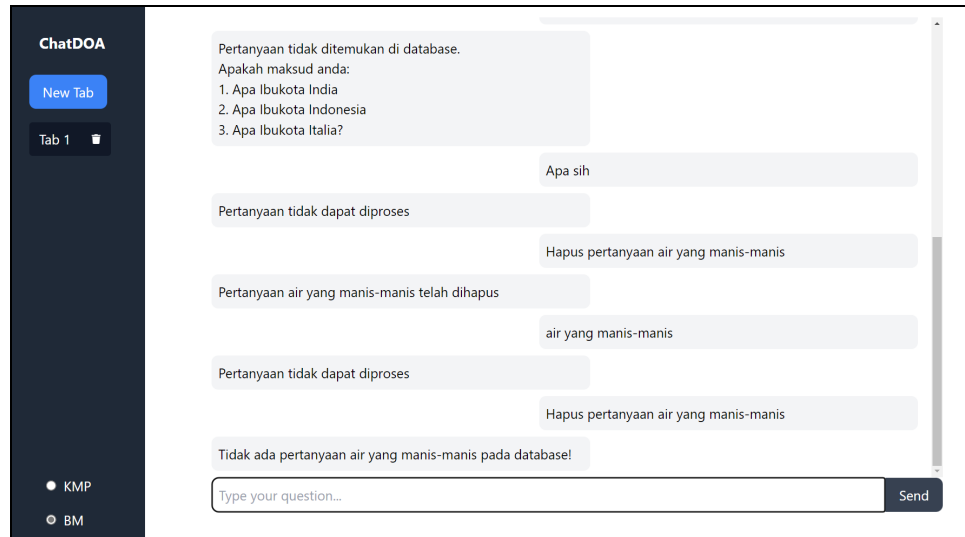 ChatDOA
New Tab
Tab 1
KMP
BM
Pertanyaan tidak ditemukan di database.
Apakah maksud anda:
1. Apa Ibukota India
2. Apa Ibukota Indonesia
3. Apa Ibukota Italia?
Apa sih
Pertanyaan tidak dapat diproses
Hapus pertanyaan air yang manis-manis
Pertanyaan air yang manis-manis telah dihapus
air yang manis-manis
Pertanyaan tidak dapat diproses
Hapus pertanyaan air yang manis-manis
Tidak ada pertanyaan air yang manis-manis pada database!
Type your question...
Send